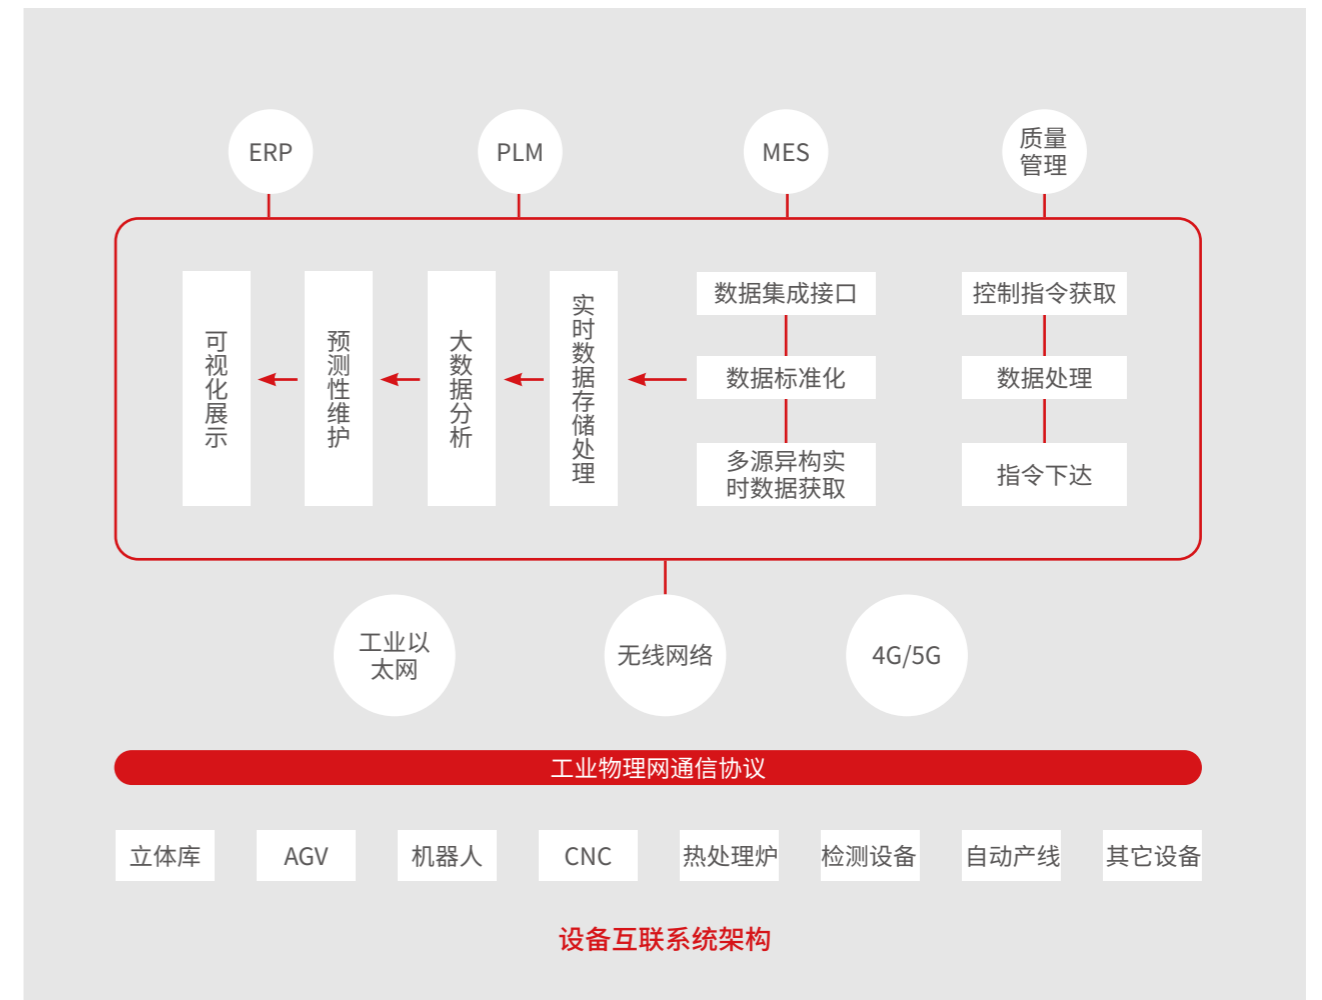 ERP
PLM
MES
质量
管理
可视化展示
预测性维护
大数据分析
实时数据存储处理
数据集成接口
数据标准化
多源异构实
时数据获取
控制指令获取
数据处理
指令下达
工业以
太网
无线网络
4G/5G
工业物理网通信协议
立体库
AGV
机器人
CNC
热处理炉
检测设备
自动产线
其它设备
设备互联系统架构